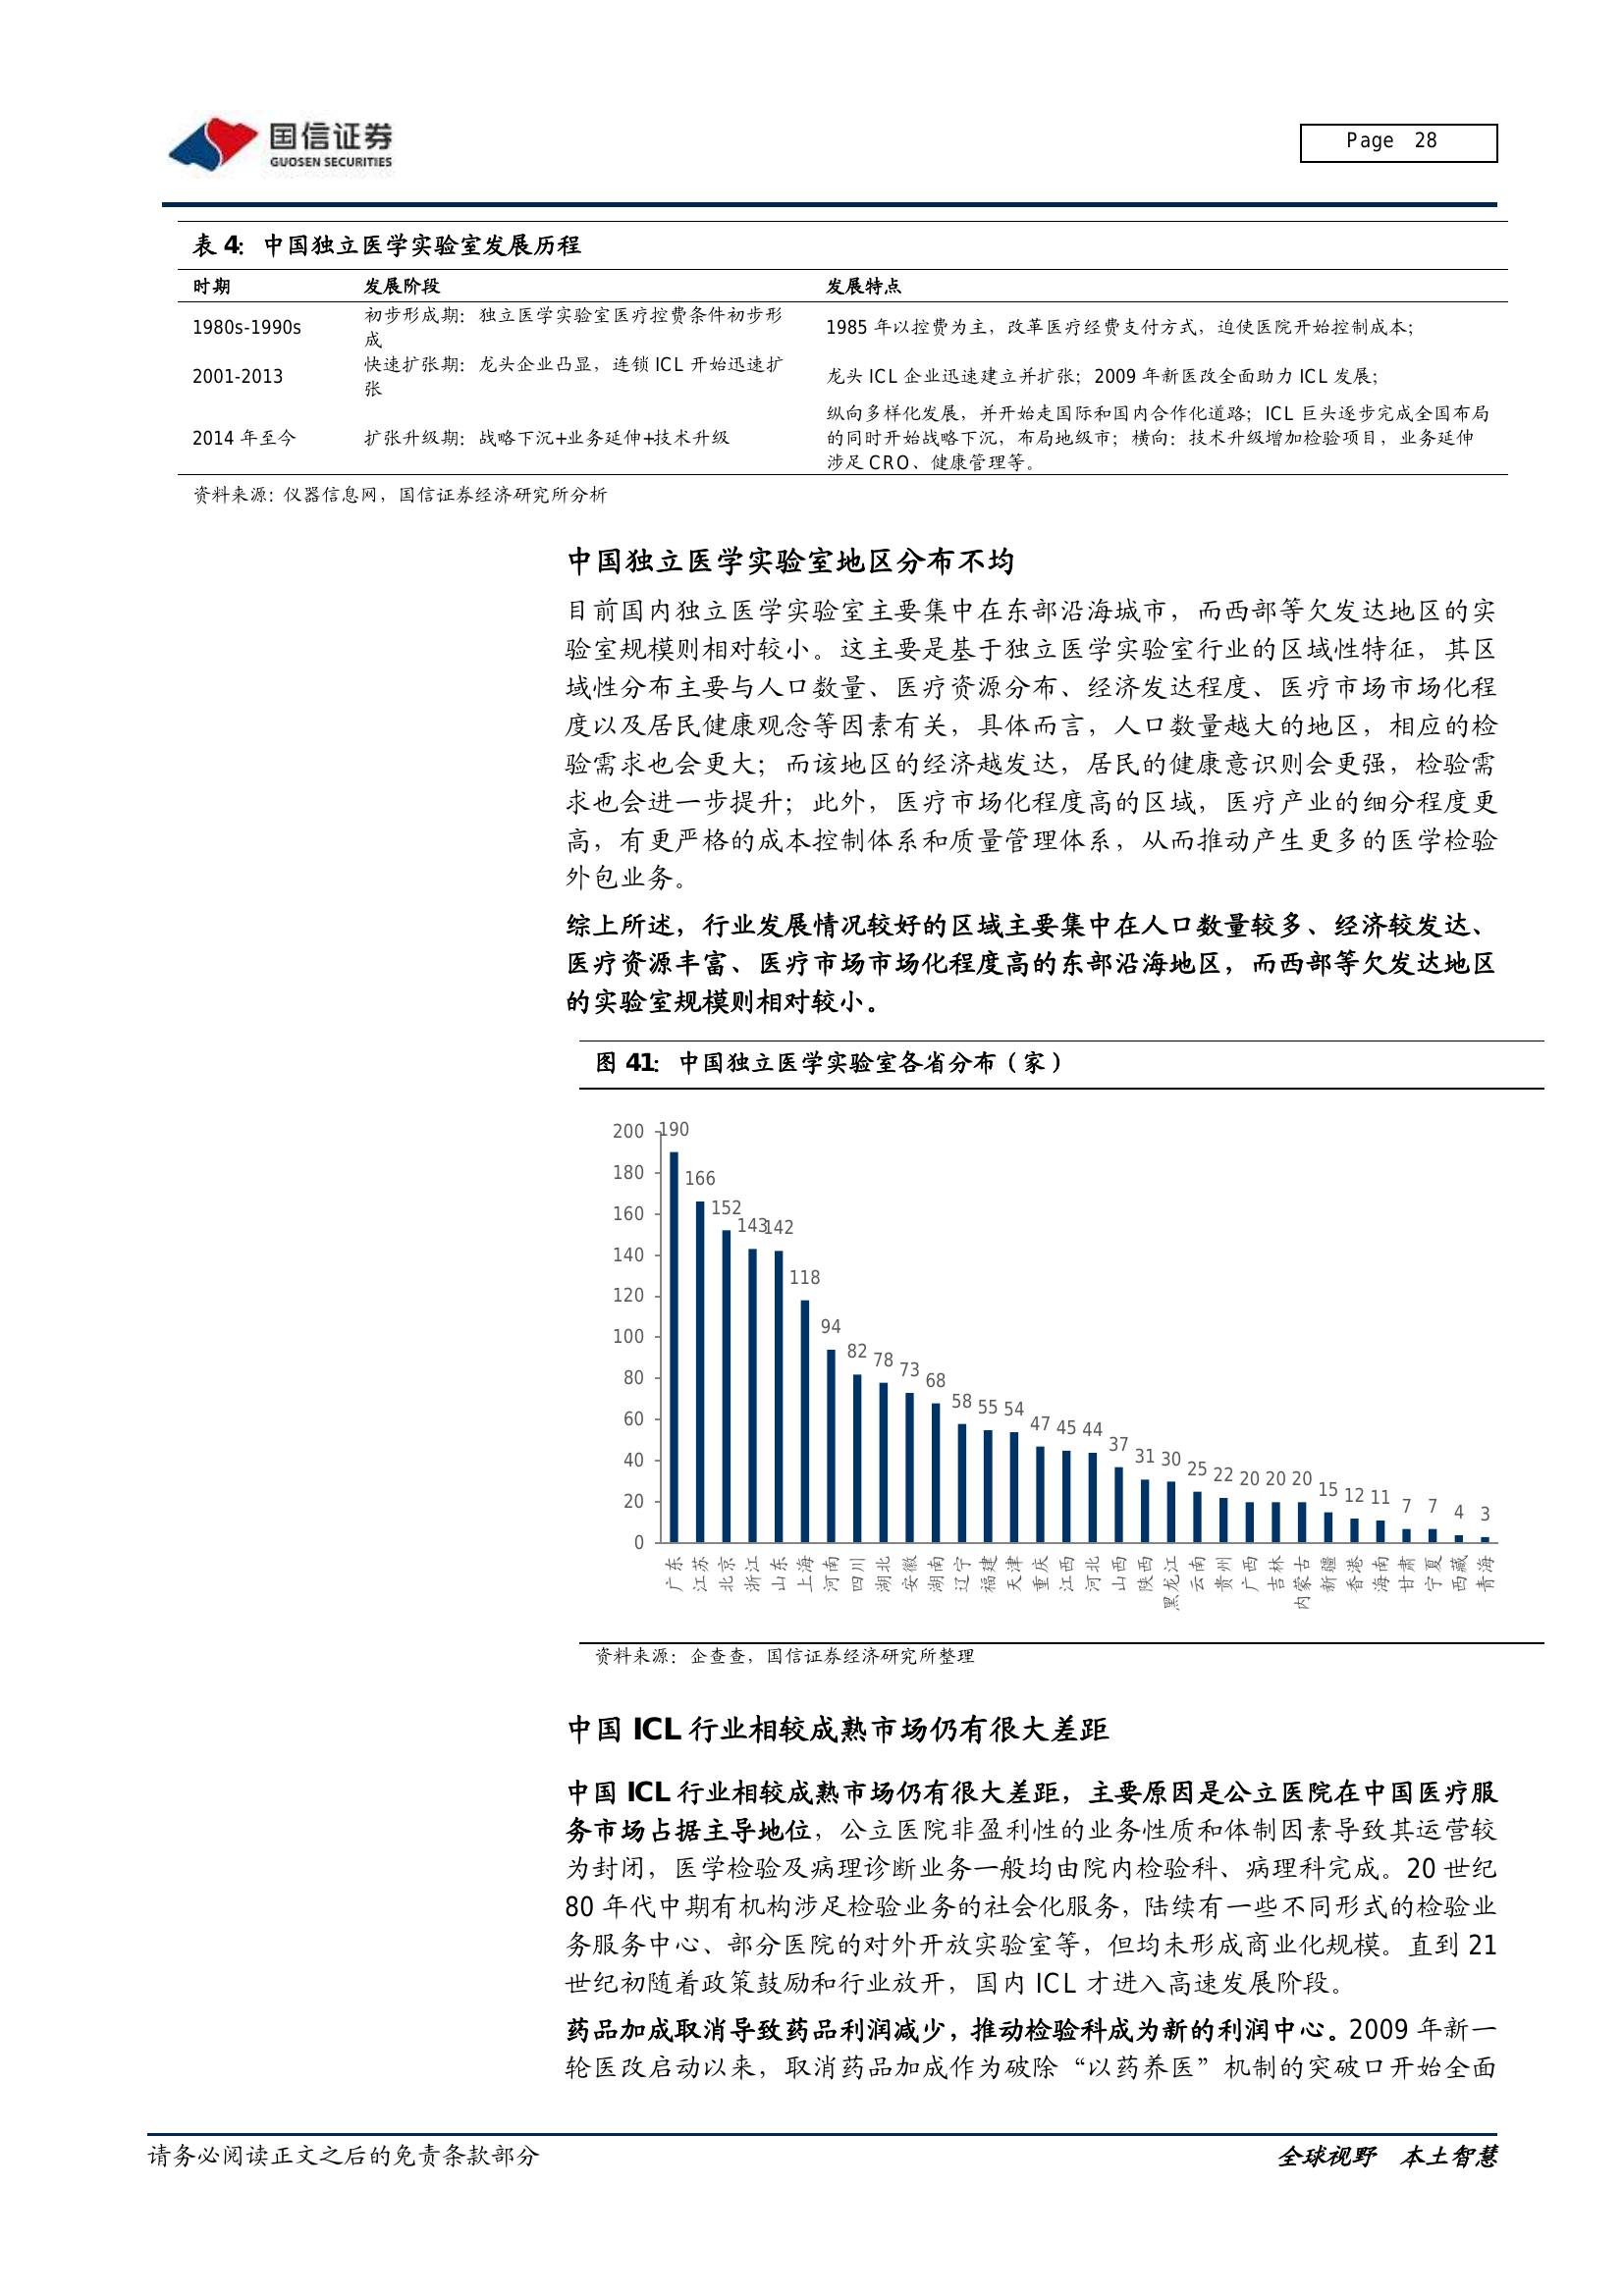 国信证券
GUOSEN SECURITIES
Page 28
表 4：中国独立医学实验室发展历程
时期 发展阶段 发展特点
1980s-1990s 初步形成期：独立医学实验室医疗控费条件初步形成 1985 年以控费为主，改革医疗经费支付方式，迫使医院开始控制成本；
2001-2013 快速扩张期：龙头企业凸显，连锁 ICL 开始迅速扩张 龙头 ICL 企业迅速建立并扩张；2009 年新医改全面助力 ICL 发展；
2014 年至今 扩张升级期：战略下沉+业务延伸+技术升级 纵向多样化发展，并开始走国际和国内合作化道路；ICL 巨头逐步完成全国布局
的同时开始战略下沉，布局地级市；横向：技术升级增加检验项目，业务延伸
涉足 CRO、健康管理等。
资料来源：仪器信息网，国信证券经济研究所分析
中国独立医学实验室地区分布不均
目前国内独立医学实验室主要集中在东部沿海城市，而西部等欠发达地区的实
验室规模则相对较小。这主要是基于独立医学实验室行业的区域性特征，其区
域性分布主要与人口数量、医疗资源分布、经济发达程度、医疗市场市场化程
度以及居民健康观念等因素有关，具体而言，人口数量越大的地区，相应的检
验需求也会更大；而该地区的经济越发达，居民的健康意识则会更强，检验需
求也会进一步提升；此外，医疗市场化程度高的区域，医疗产业的细分程度更
高，有更严格的成本控制体系和质量管理体系，从而推动产生更多的医学检验
外包业务。
综上所述，行业发展情况较好的区域主要集中在人口数量较多、经济较发达、
医疗资源丰富、医疗市场市场化程度高的东部沿海地区，而西部等欠发达地区
的实验室规模则相对较小。
图 41：中国独立医学实验室各省分布（家）
200
180
160
140
120
100
80
60
40
20
0
190 166 152 143 142 118 94 82 78 73 68 58 55 54 47 45 44 37 31 30 25 22 20 20 20 15 12 11 7 7 4 3
广东 江苏 北京 浙江 山东 上海 河南 四川 湖北 安徽 湖南 辽宁 福建 天津 重庆 江西 河北 山西 陕西 黑龙江 云南 贵州 广西 吉林 内蒙古 新疆 香港 海南 甘肃 宁夏 西藏 青海
资料来源：企查查，国信证券经济研究所整理
中国 ICL 行业相较成熟市场仍有很大差距
中国 ICL 行业相较成熟市场仍有很大差距，主要原因是公立医院在中国医疗服
务市场占据主导地位，公立医院非盈利性的业务性质和体制因素导致其运营较
为封闭，医学检验及病理诊断业务一般均由院内检验科、病理科完成。20 世纪
80 年代中期有机构涉足检验业务的社会化服务，陆续有一些不同形式的检验业
务服务中心、部分医院的对外开放实验室等，但均未形成商业化规模。直到 21
世纪初随着政策鼓励和行业放开，国内 ICL 才进入高速发展阶段。
药品加成取消导致药品利润减少，推动检验科成为新的利润中心。2009 年新一
轮医改启动以来，取消药品加成作为破除“以药养医”机制的突破口开始全面
请务必阅读正文之后的免责条款部分
全球视野 本土智慧